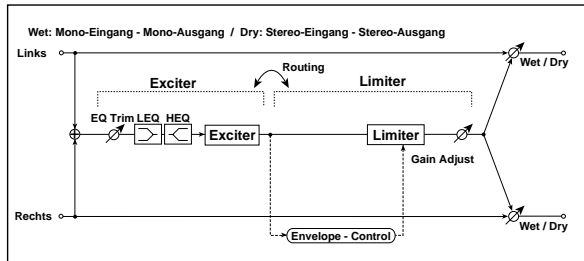 Wet: Mono-Eingang - Mono-Ausgang / Dry: Stereo-Eingang - Stereo-Ausgang
Links
Routing
Wet / Dry
Exciter
Limiter
EQ Trim LEQ HEQ
Exciter
Limiter
Gain Adjust
Rechts
Wet / Dry
Envelope - Control